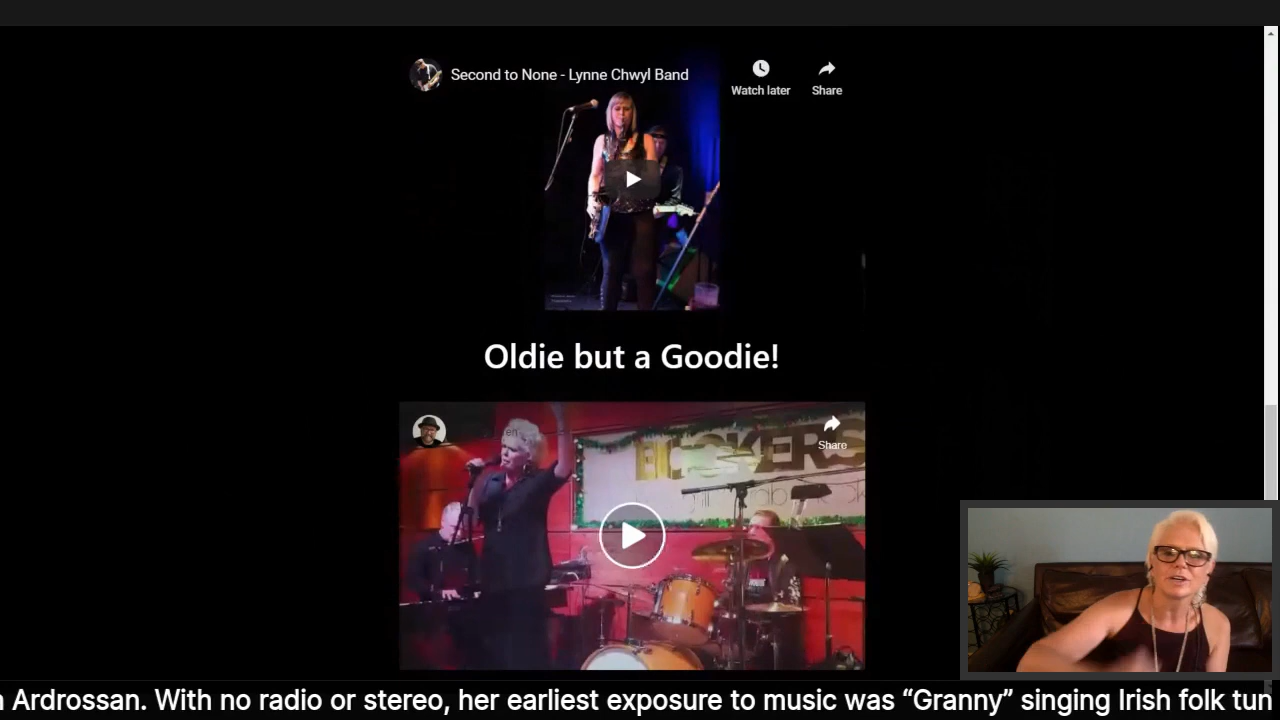 Second to None - Lynne Chwyl Band
Watch later
Share
Oldie but a Goodie!
Share
Ardrossan. With no radio or stereo, her earliest exposure to music was “Granny” singing Irish folk tun